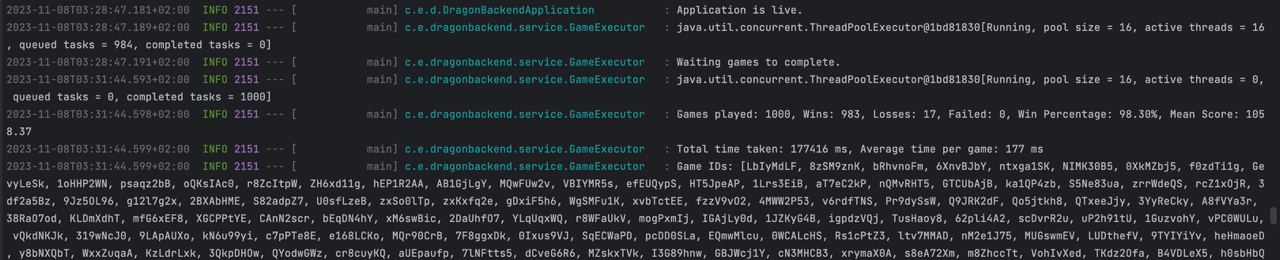 2023-11-08T03:28:47.181+02:00  INFO 2151 --- [           main] c.e.d.DragonBackendApplication           : Application is live.
2023-11-08T03:28:47.189+02:00  INFO 2151 --- [           main] c.e.dragonbackend.service.GameExecutor   : java.util.concurrent.ThreadPoolExecutor@1bd81830[Running, pool size = 16, active threads = 16
, queued tasks = 984, completed tasks = 0]
2023-11-08T03:28:47.191+02:00  INFO 2151 --- [           main] c.e.dragonbackend.service.GameExecutor   : Waiting games to complete.
2023-11-08T03:31:44.593+02:00  INFO 2151 --- [           main] c.e.dragonbackend.service.GameExecutor   : java.util.concurrent.ThreadPoolExecutor@1bd81830[Running, pool size = 16, active threads = 0,
 queued tasks = 0, completed tasks = 1000]
2023-11-08T03:31:44.598+02:00  INFO 2151 --- [           main] c.e.dragonbackend.service.GameExecutor   : Games played: 1000, Wins: 983, Losses: 17, Failed: 0, Win Percentage: 98.30%, Mean Score: 105
8.37
2023-11-08T03:31:44.599+02:00  INFO 2151 --- [           main] c.e.dragonbackend.service.GameExecutor   : Total time taken: 177416 ms, Average time per game: 177 ms
2023-11-08T03:31:44.599+02:00  INFO 2151 --- [           main] c.e.dragonbackend.service.GameExecutor   : Game IDs: [LbIyMdLF, 8zSM9znK, bRhvnoFm, 6XnvBJbY, ntxga1SK, NIMK30B5, 0XkMZbj5, f0zdTi1g, Ge
vyLeSk, 1oHHP2WN, psaqz2bB, oQKsIAc0, r8ZcItpW, ZH6xd11g, hEP1R2AA, AB1GjLgY, MQwFUw2v, VBIYMR5s, efEUQypS, HT5JpeAP, 1Lrs3EiB, aT7eC2kP, nQMvRHT5, GTCUbAjB, ka1QP4zb, S5Ne83ua, zrrWdeQS, rcZ1xOjR, 3
df2a5Bz, 9Jz5OL96, g12l7g2x, 2BXAbHME, S82adpZ7, U0sfLzeB, zxSo0lTp, zxKxfq2e, gDxiF5h6, WgSMFu1K, xvbTctEE, fzzV9vO2, 4MWW2P53, v6rdfTNS, Pr9dySsW, Q9JRK2dF, Qo5jtkh8, QTxeeJjy, 3YyReCky, A8fVYa3r,
38RaO7od, KLDmXdhT, mfG6xEF8, XGCPPtYE, CAnN2scr, bEqDN4hY, xM6swBic, 2DaUhfO7, YLqUqxWQ, r8WFaUkV, mogPxmIj, IGAjLy0d, 1JZKyG4B, igpdzVQj, TusHaoy8, 62pli4A2, scDvrR2u, uP2h91tU, 1GuzvohY, vPC0WULu,
 vQkdNKJk, 319wNcJ0, 9LApAUXo, kN6u99yi, c7pPTe8E, e168LCKo, MQr90CrB, 7F8ggxDk, 0Ixus9VJ, SqECWaPD, pcDD0SLa, EQmwMlcu, 0WCALcHS, Rs1cPtZ3, ltv7MMAD, nM2e1J75, MUGswmEV, LUDthefV, 9TYIYiYv, heHmaoeD
, y8bNXQbT, WxxZuqaA, KzLdrLxk, 3QkpDHOw, QYodwGWz, cr8cuyKQ, aUEpaufp, 7lNFtts5, dCveG6R6, MZskxTVk, I3G89hnw, GBJWcj1Y, cN3MHCB3, xrymaX0A, s8eA72Xm, m8ZhccTt, VohIvXed, TKdz2Ofa, B4VDLeX5, h0sbHbQ